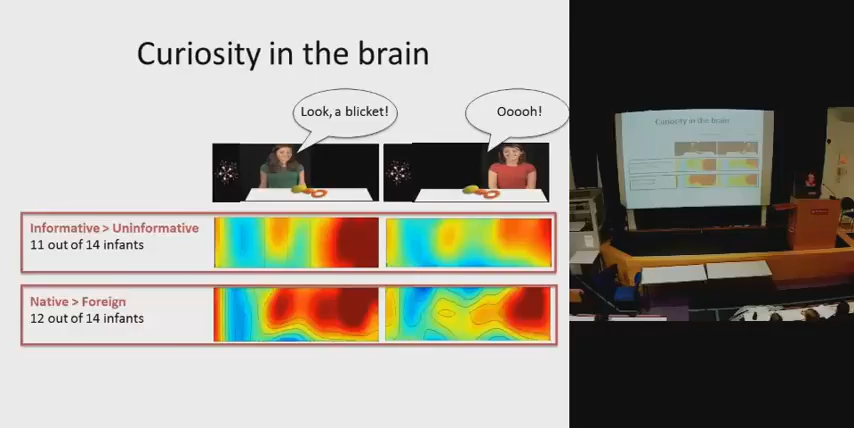 Curiosity in the brain
Look, a blicket!
Ooooh!
Informative > Uninformative
11 out of 14 infants
Native > Foreign
12 out of 14 infants
Curiosity in the brain